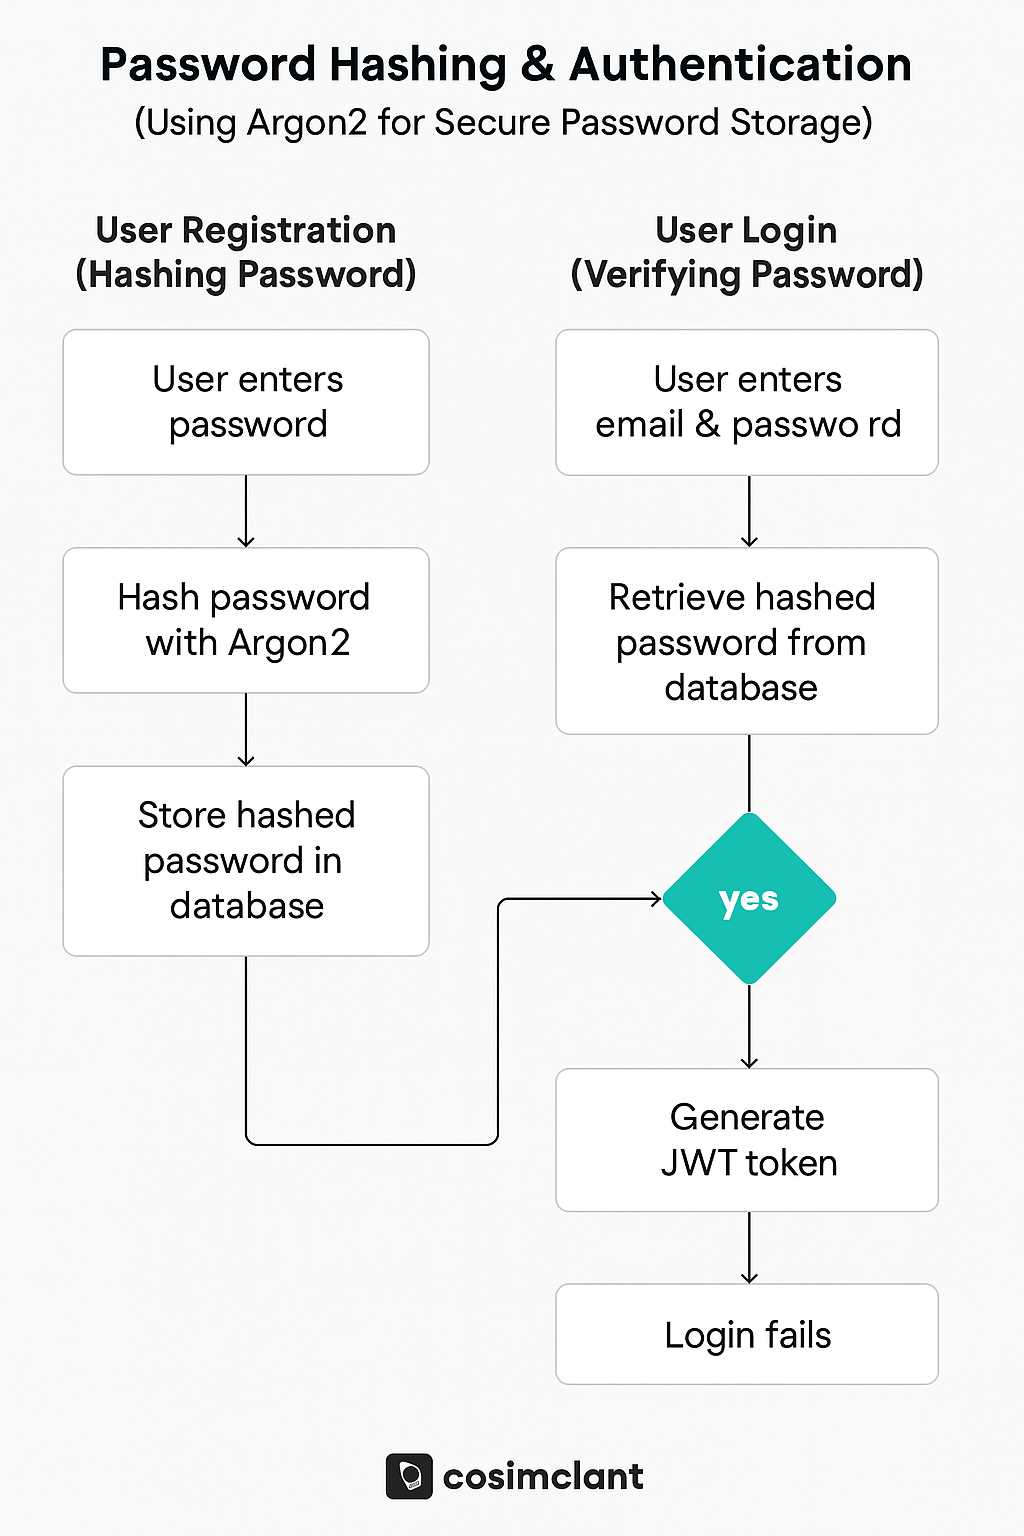 Password Hashing & Authentication
(Using Argon2 for Secure Password Storage)
User Registration
(Hashing Password)
User enters
password
Hash password
with Argon2
Store hashed
password in
database
User Login
(Verifying Password)
User enters
email & passwo rd
Retrieve hashed
password from
database
yes
Generate
JWT token
Login fails
cosimclant